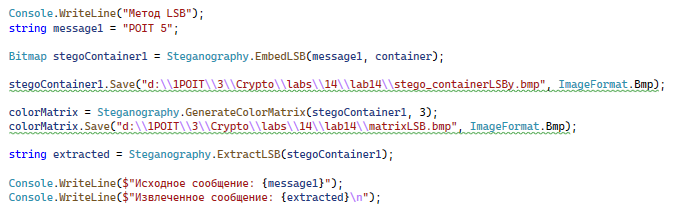 Console.WriteLine("Метод LSB");
string message1 = "POIT 5";
Bitmap stegoContainer1 = Steganography.EmbedLSB(message1, container);
stegoContainer1.Save("d:\\1POIT\\3\\Crypto\\labs\\14\\lab14\\stego_containerLSBy.bmp", ImageFormat.Bmp);
colorMatrix = Steganography.GenerateColorMatrix(stegoContainer1, 3);
colorMatrix.Save("d:\\1POIT\\3\\Crypto\\labs\\14\\lab14\\matrixLSB.bmp", ImageFormat.Bmp);
string extracted = Steganography.ExtractLSB(stegoContainer1);
Console.WriteLine($"Исходное сообщение: {message1}");
Console.WriteLine($"Извлеченное сообщение: {extracted}\n");